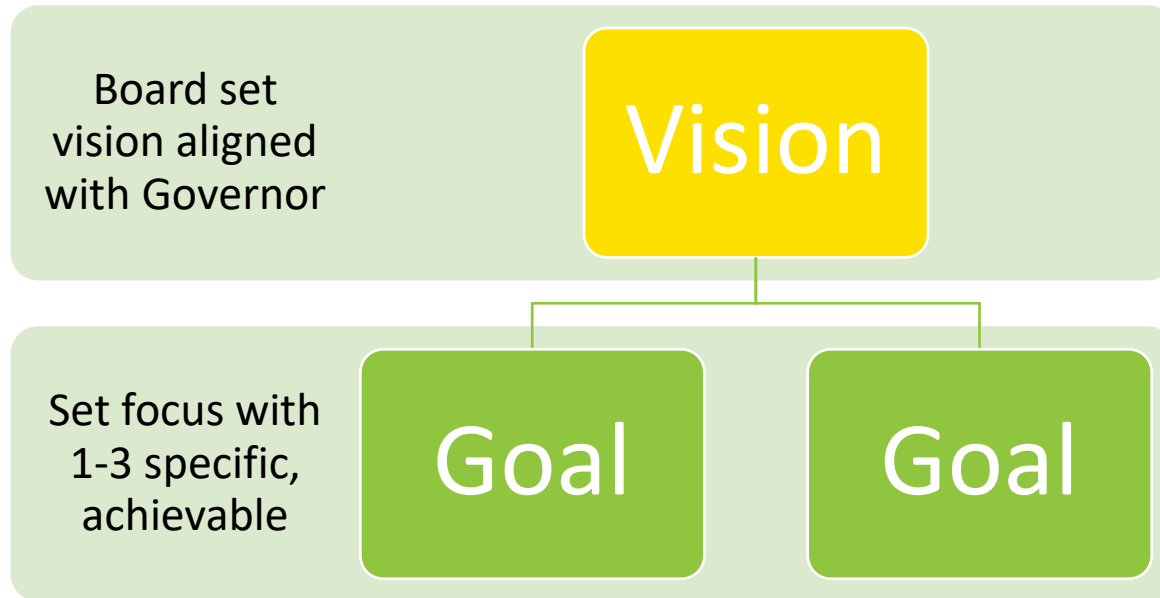 Board set
vision aligned
with Governor
Vision
Set focus with
1-3 specific,
achievable
Goal
Goal